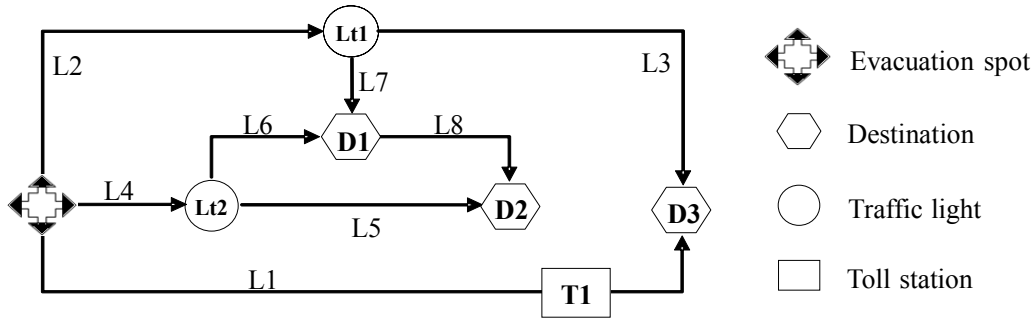 Lt1
L2
L3
Evacuation spot
L7
L6
L8
D1
Destination
L4
Lt2
L5
D2
D3
Traffic light
L1
T1
Toll station